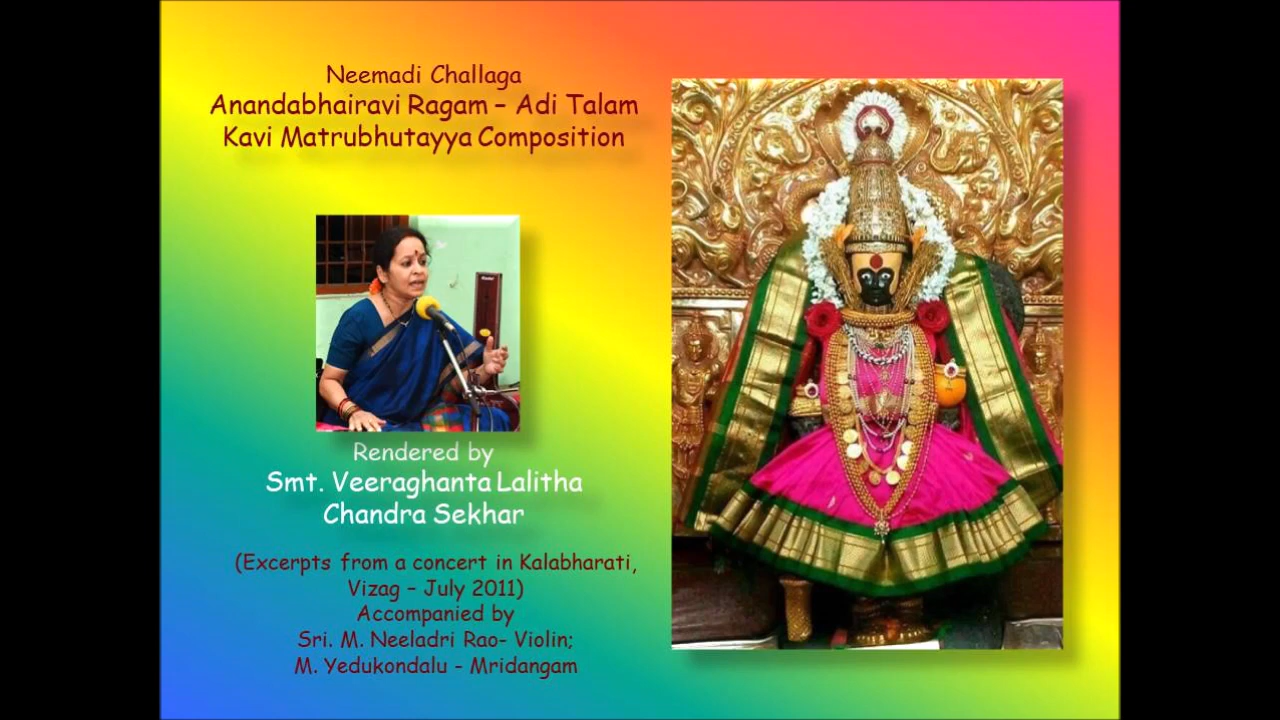 Neemadi Challaga
Anandabhairavi Ragam – Adi Talam
Kavi Matrubhutayya Composition
Rendered by
Smt. Veeraghanta Lalitha
Chandra Sekhar
(Excerpts from a concert in Kalabharati,
Vizag – July 2011)
Accompanied by
Sri. M. Neeladri Rao- Violin;
M. Yedukondalu - Mridangam